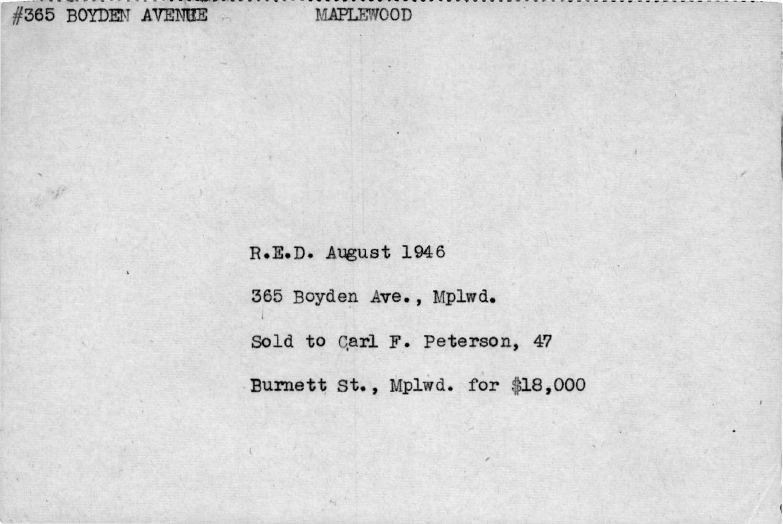 #365 BOYDEN AVENUE MAPLEWOOD
R.E.D. August 1946
365 Boyden Ave., Mplwd.
Sold to Carl F. Peterson, 47
Burnett St., Mplwd. for $18,000